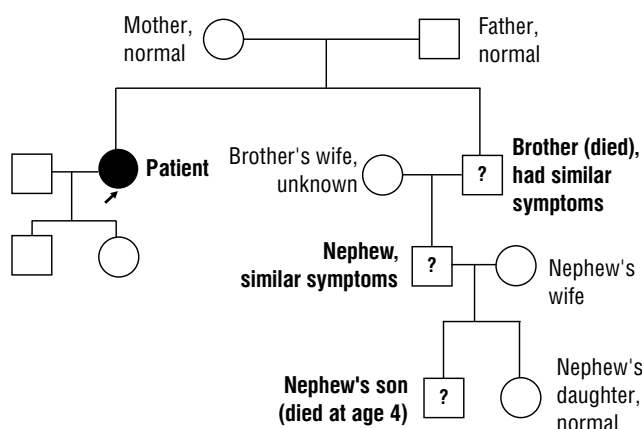 Mother,
normal
Father,
normal
Patient
Brother's wife,
unknown
?
Brother (died),
had similar
symptoms
Nephew,
similar symptoms
?
Nephew's
wife
Nephew's son
(died at age 4)
?
Nephew's
daughter,
normal